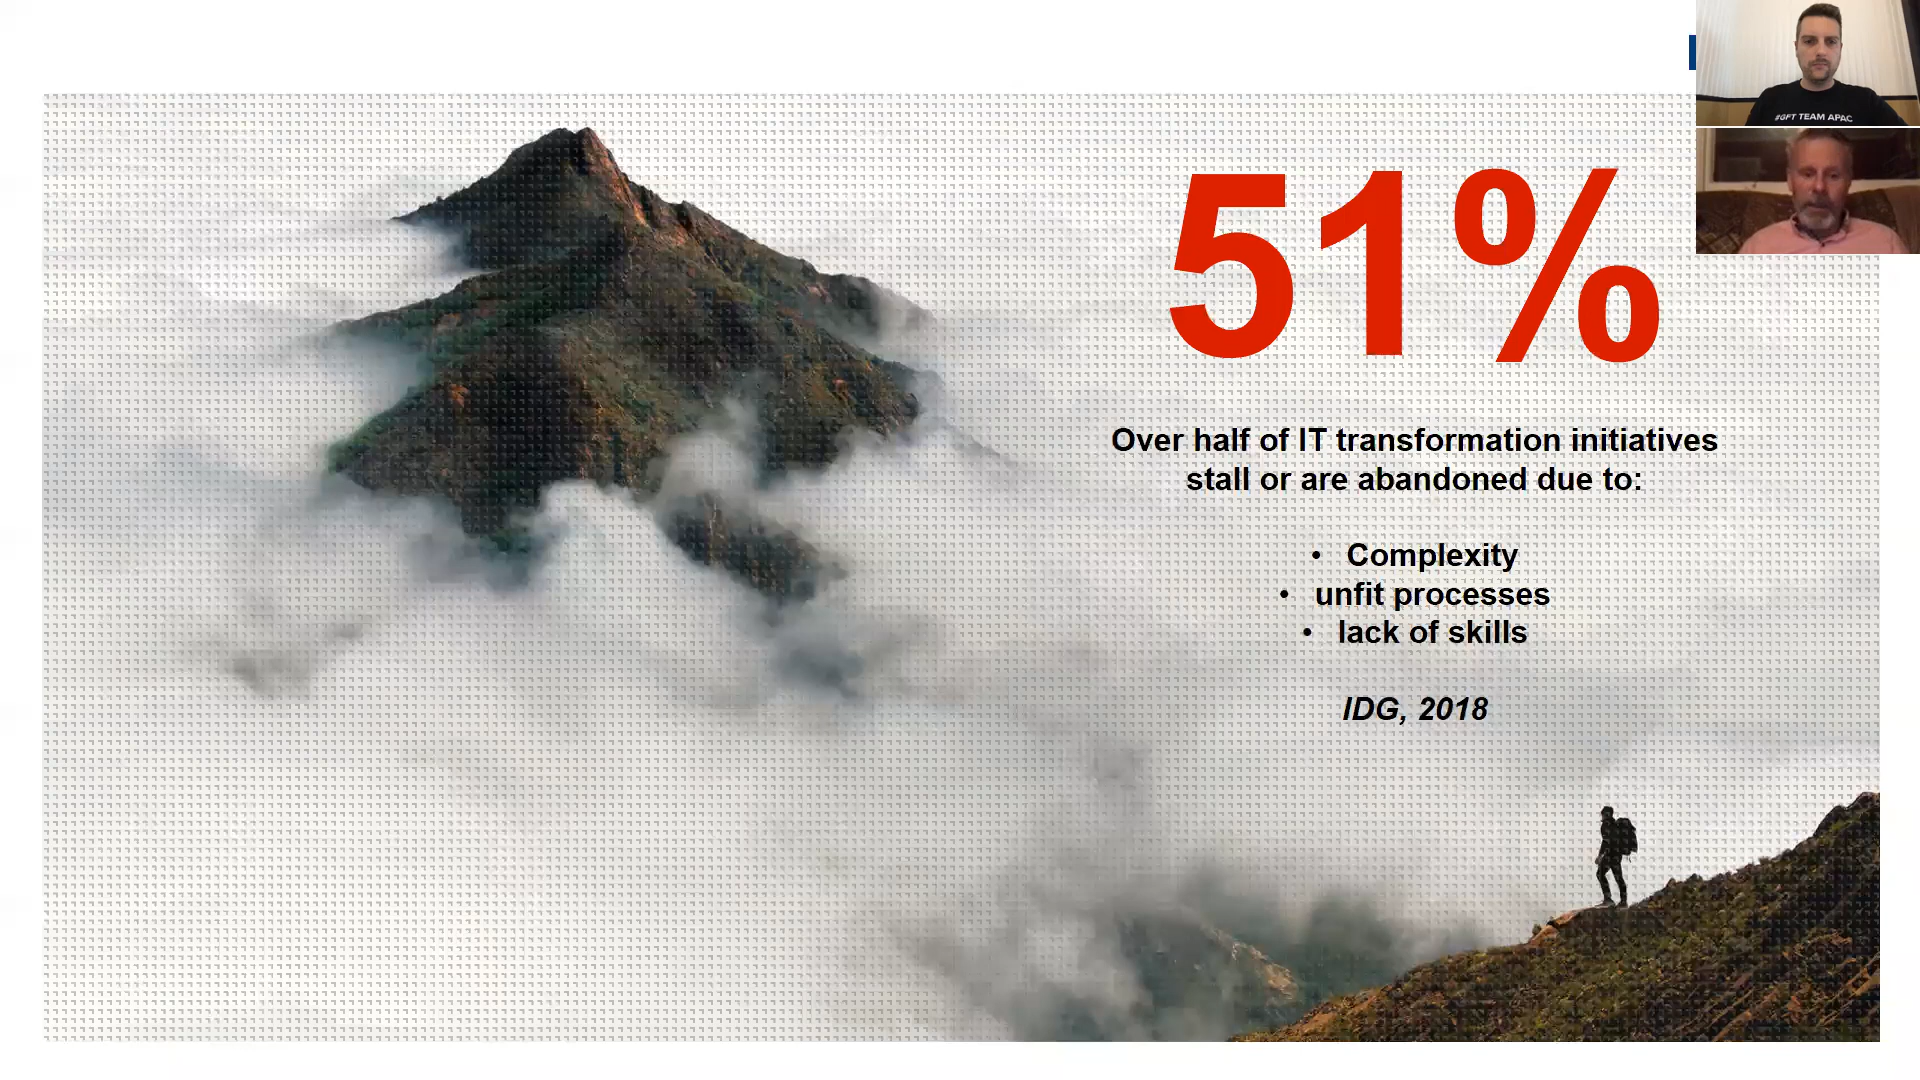 51%
Over half of IT transformation initiatives
stall or are abandoned due to:
• Complexity
• unfit processes
• lack of skills
IDG, 2018
#GFT TEAM APAC